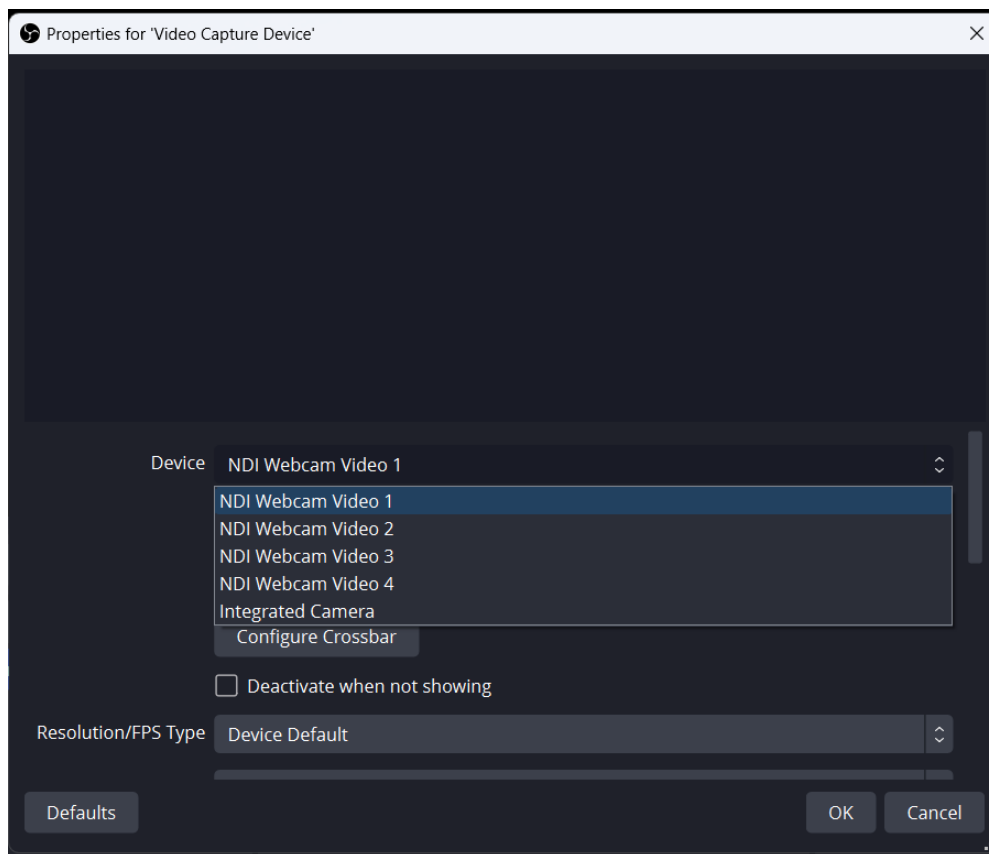 Properties for 'Video Capture Device'
Device
NDI Webcam Video 1
NDI Webcam Video 1
NDI Webcam Video 2
NDI Webcam Video 3
NDI Webcam Video 4
Integrated Camera
Configure Crossbar
Deactivate when not showing
Resolution/FPS Type
Device Default
Defaults
OK
Cancel